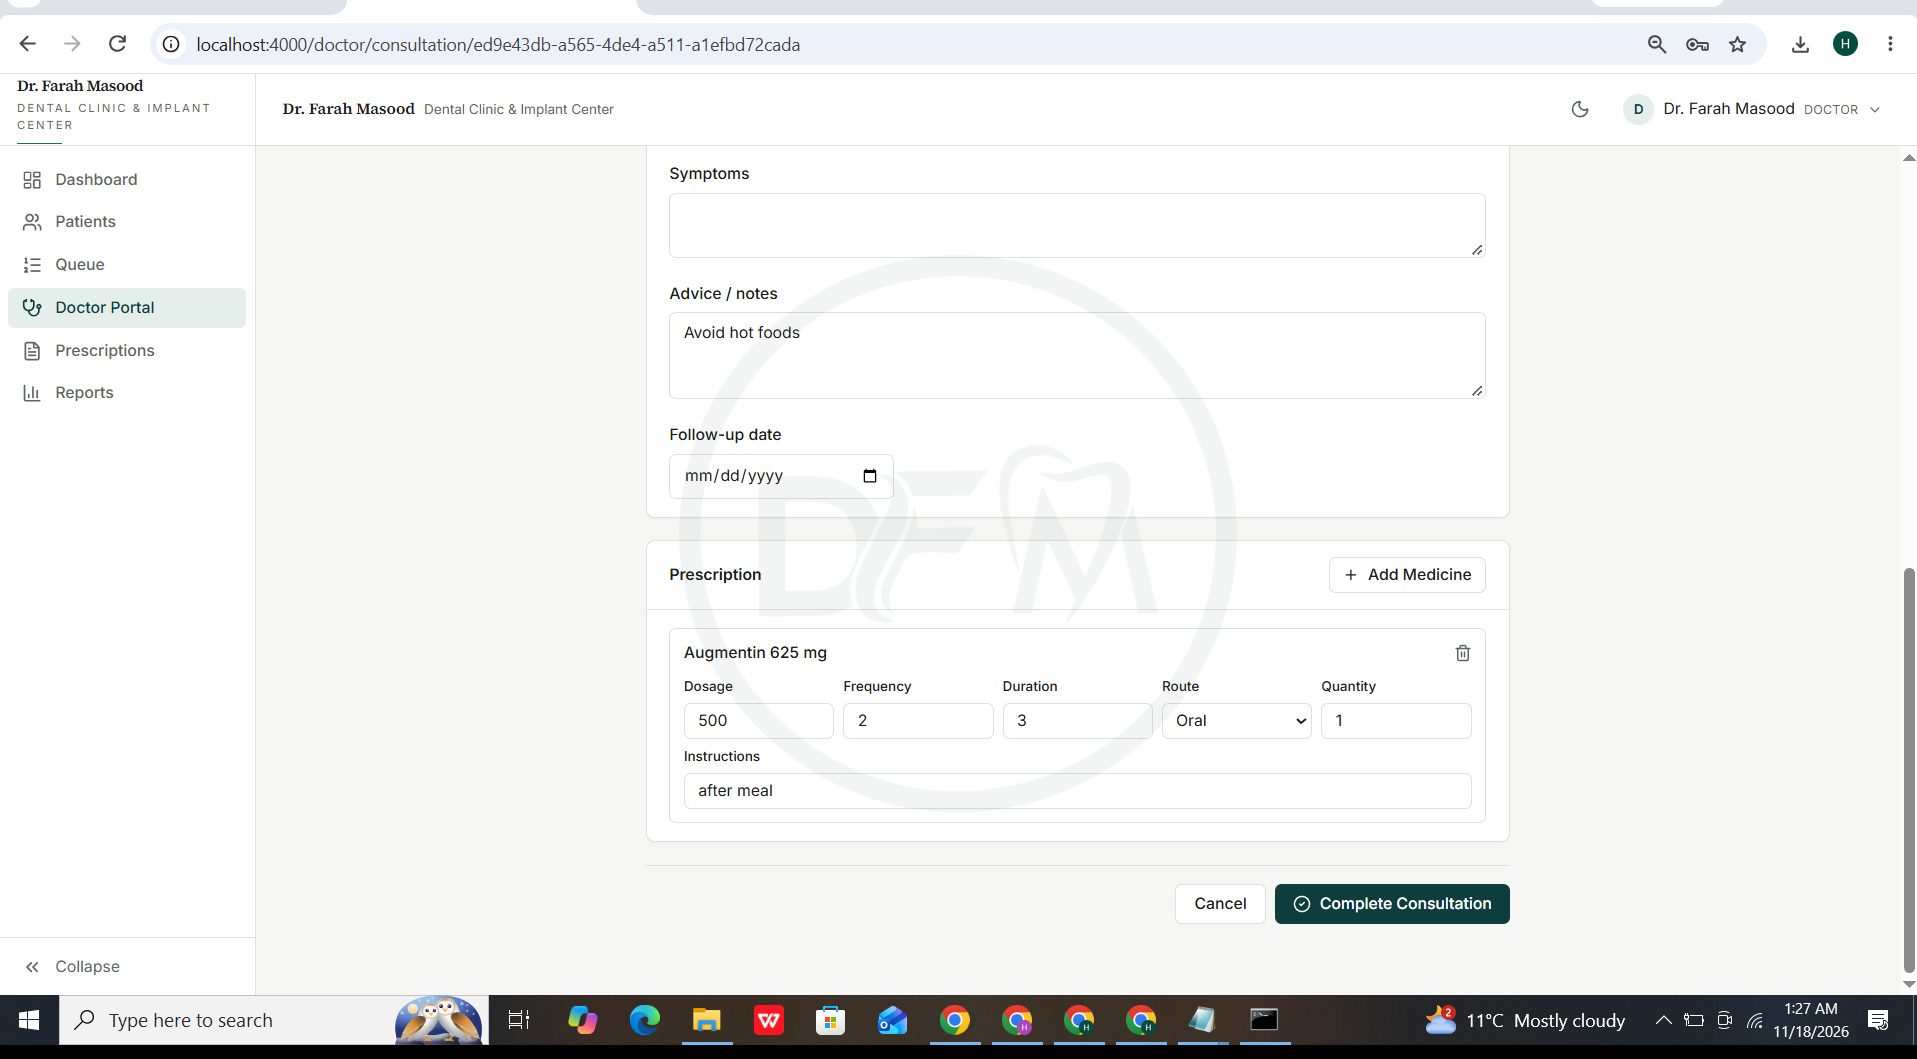 localhost:4000/doctor/consultation/ed9e43db-a565-4de4-a511-a1efbd72cada
H
Dr. Farah Masood
DENTAL CLINIC & IMPLANT
CENTER
Dr. Farah Masood Dental Clinic & Implant Center
D Dr. Farah Masood DOCTOR
Dashboard
Patients
Queue
Doctor Portal
Prescriptions
Reports
Collapse
Symptoms
Advice / notes
Avoid hot foods
Follow-up date
mm/dd/yyyy
DFM
Prescription
+ Add Medicine
Augmentin 625 mg
Dosage Frequency Duration Route Quantity
500 2 3 Oral 1
Instructions
after meal
Cancel Complete Consultation
Type here to search
W
H
H
H
2
11°C Mostly cloudy
1:27 AM
11/18/2026